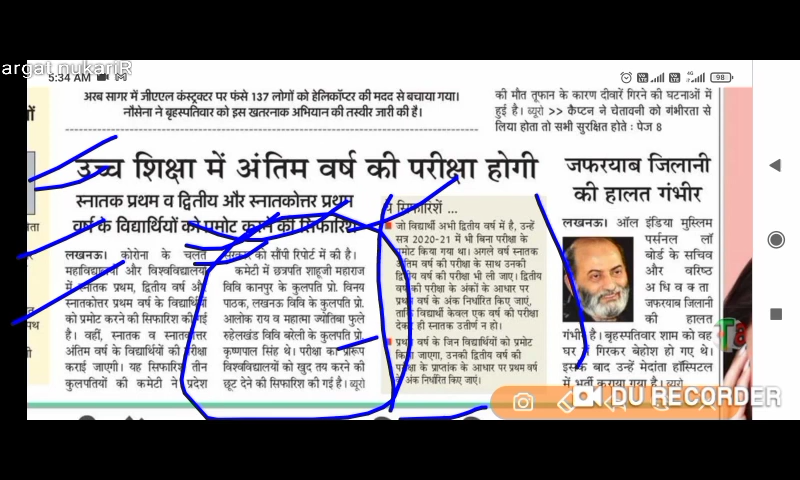 argat nukariR
5:34 AM
98
अरब सागर में जीएएल कंस्ट्रक्टर पर फंसे 137 लोगों को हेलिकॉप्टर की मदद से बचाया गया।
नौसेना ने बृहस्पतिवार को इस खतरनाक अभियान की तस्वीर जारी की है।
की मौत तूफान के कारण दीवारें गिरने की घटनाओं में
हुई है। ब्यूरो >> कैप्टन ने चेतावनी को गंभीरता से
लिया होता तो सभी सुरक्षित होते : पेज 8
उच्च शिक्षा में अंतिम वर्ष की परीक्षा होगी
स्नातक प्रथम व द्वितीय और स्नातकोत्तर प्रथम
वर्ष के विद्यार्थियों को प्रमोट करने की सिफारिश
लखनऊ। कोरोना के चलते
महाविद्यालयों और विश्वविद्यालयों
में स्नातक प्रथम, द्वितीय और
स्नातकोत्तर प्रथम वर्ष के विद्यार्थियों
को प्रमोट करने की सिफारिश की गई
है। वहीं, स्नातक व स्नातकोत्तर
अंतिम वर्ष के विद्यार्थियों की परीक्षा
कराई जाएगी। यह सिफारिश तीन
कुलपतियों की कमेटी ने प्रदेश
सरकार को सौंपी रिपोर्ट में की है।
कमेटी में छत्रपति शाहूजी महाराज
विवि कानपुर के कुलपति प्रो. विनय
पाठक, लखनऊ विवि के कुलपति प्रो.
आलोक राय व महात्मा ज्योतिबा फुले
रुहेलखंड विवि बरेली के कुलपति प्रो.
कृष्णपाल सिंह थे। परीक्षा का प्रारूप
विश्वविद्यालयों को खुद तय करने की
छूट देने की सिफारिश की गई है। ब्यूरो
ये सिफारिशें ...
जो विद्यार्थी अभी द्वितीय वर्ष में है, उन्हें
सत्र 2020-21 में भी बिना परीक्षा के
प्रमोट किया गया था। अगले वर्ष स्नातक
अंतिम वर्ष की परीक्षा के साथ उनकी
द्वितीय वर्ष की परीक्षा भी ली जाए। द्वितीय
वर्ष की परीक्षा के अंकों के आधार पर
प्रथम वर्ष के अंक निर्धारित किए जाएं,
ताकि विद्यार्थी केवल एक वर्ष की परीक्षा
देकर ही स्नातक उतीर्ण न हो।
प्रथम वर्ष के जिन विद्यार्थियों को प्रमोट
किया जाएगा, उनकी द्वितीय वर्ष की
परीक्षा के प्राप्तांक के आधार पर प्रथम वर्ष
के अंक निर्धारित किए जाएं।
जफरयाब जिलानी
की हालत गंभीर
लखनऊ। ऑल इंडिया मुस्लिम
पर्सनल लॉ
बोर्ड के सचिव
और वरिष्ठ
अधिवक्ता
जफरयाब जिलानी
की हालत
गंभीर है। बृहस्पतिवार शाम को वह
घर में गिरकर बेहोश हो गए थे।
इसके बाद उन्हें मेदांता हॉस्पिटल
में भर्ती कराया गया है। ब्यूरो
DU RECORDER